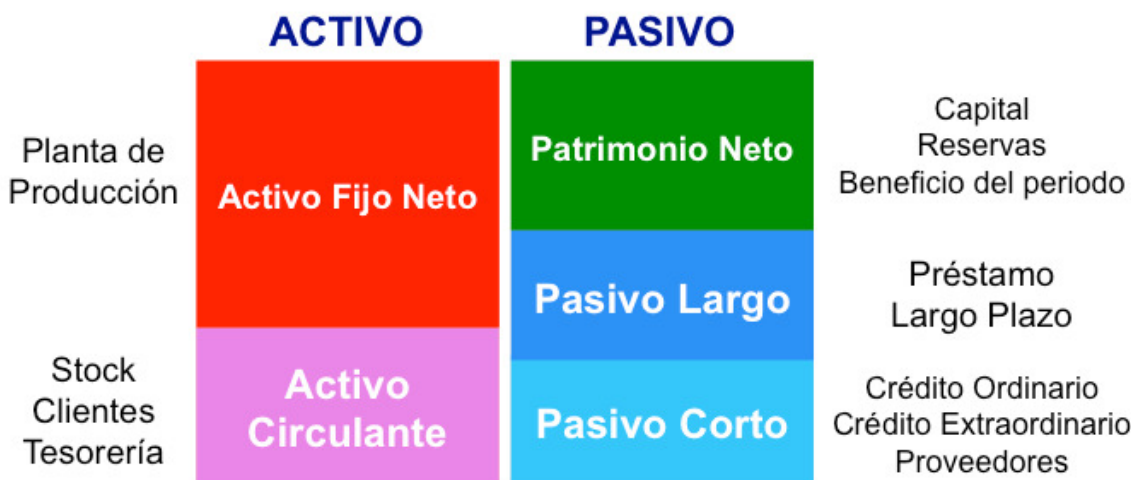 ACTIVO
PASIVO
Planta de
Producción
Activo Fijo Neto
Patrimonio Neto
Capital
Reservas
Beneficio del periodo
Pasivo Largo
Préstamo
Largo Plazo
Stock
Clientes
Tesorería
Activo
Circulante
Pasivo Corto
Crédito Ordinario
Crédito Extraordinario
Proveedores